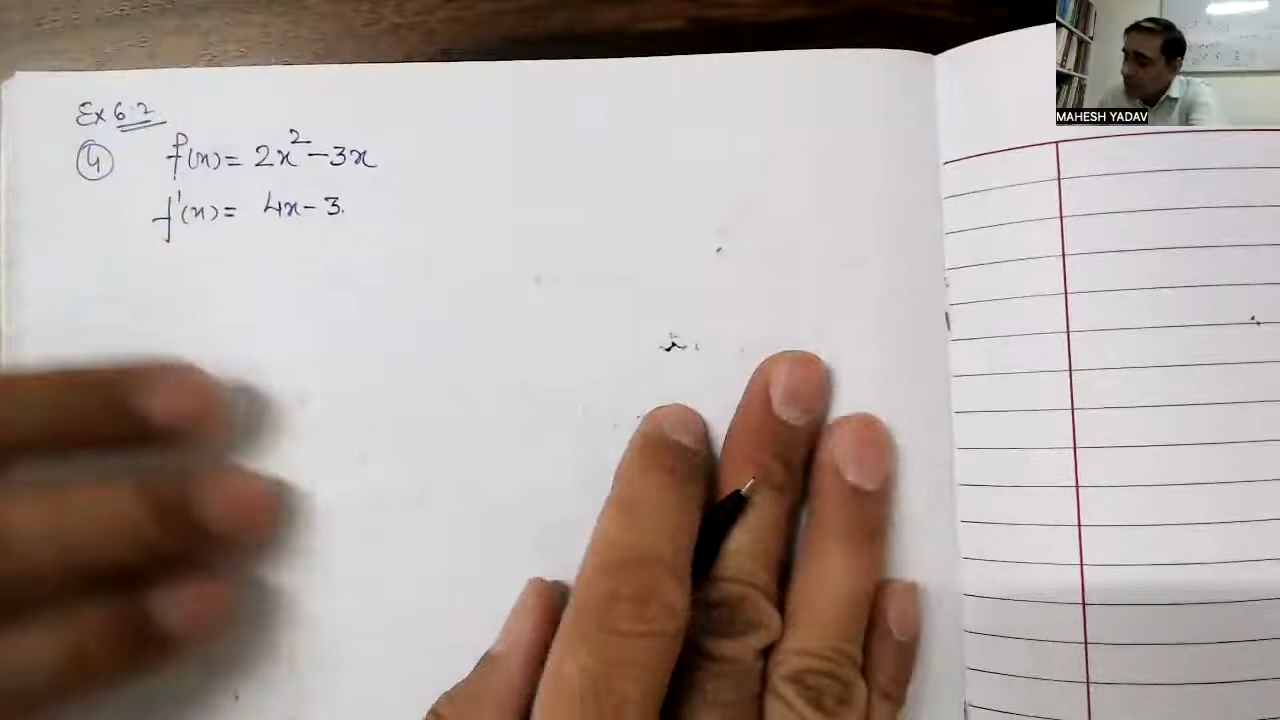 Ex 6.2
4 f(x) = 2x² - 3x
f'(x) = 4x - 3.
MAHESH YADAV